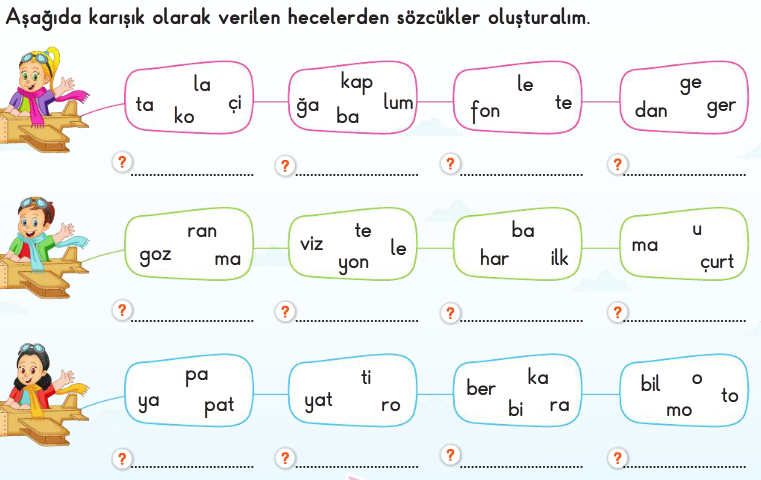 Aşağıda karışık olarak verilen hecelerden sözcükler oluşturalım.
la kap le ge
ta ko çi ğa ba lum fon te dan ger
? ? ? ?
ran te ba u
goz ma viz yon le har ilk ma çurt
? ? ? ?
pa ti ka o
ya pat yat ro ber bi ra bil mo to
? ? ? ?